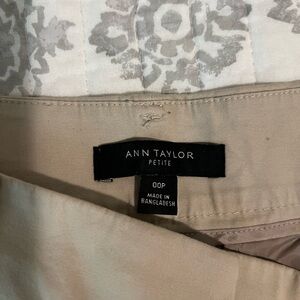 ANN TAYLOR
PETITE
00P
MADE IN
BANGLADESH